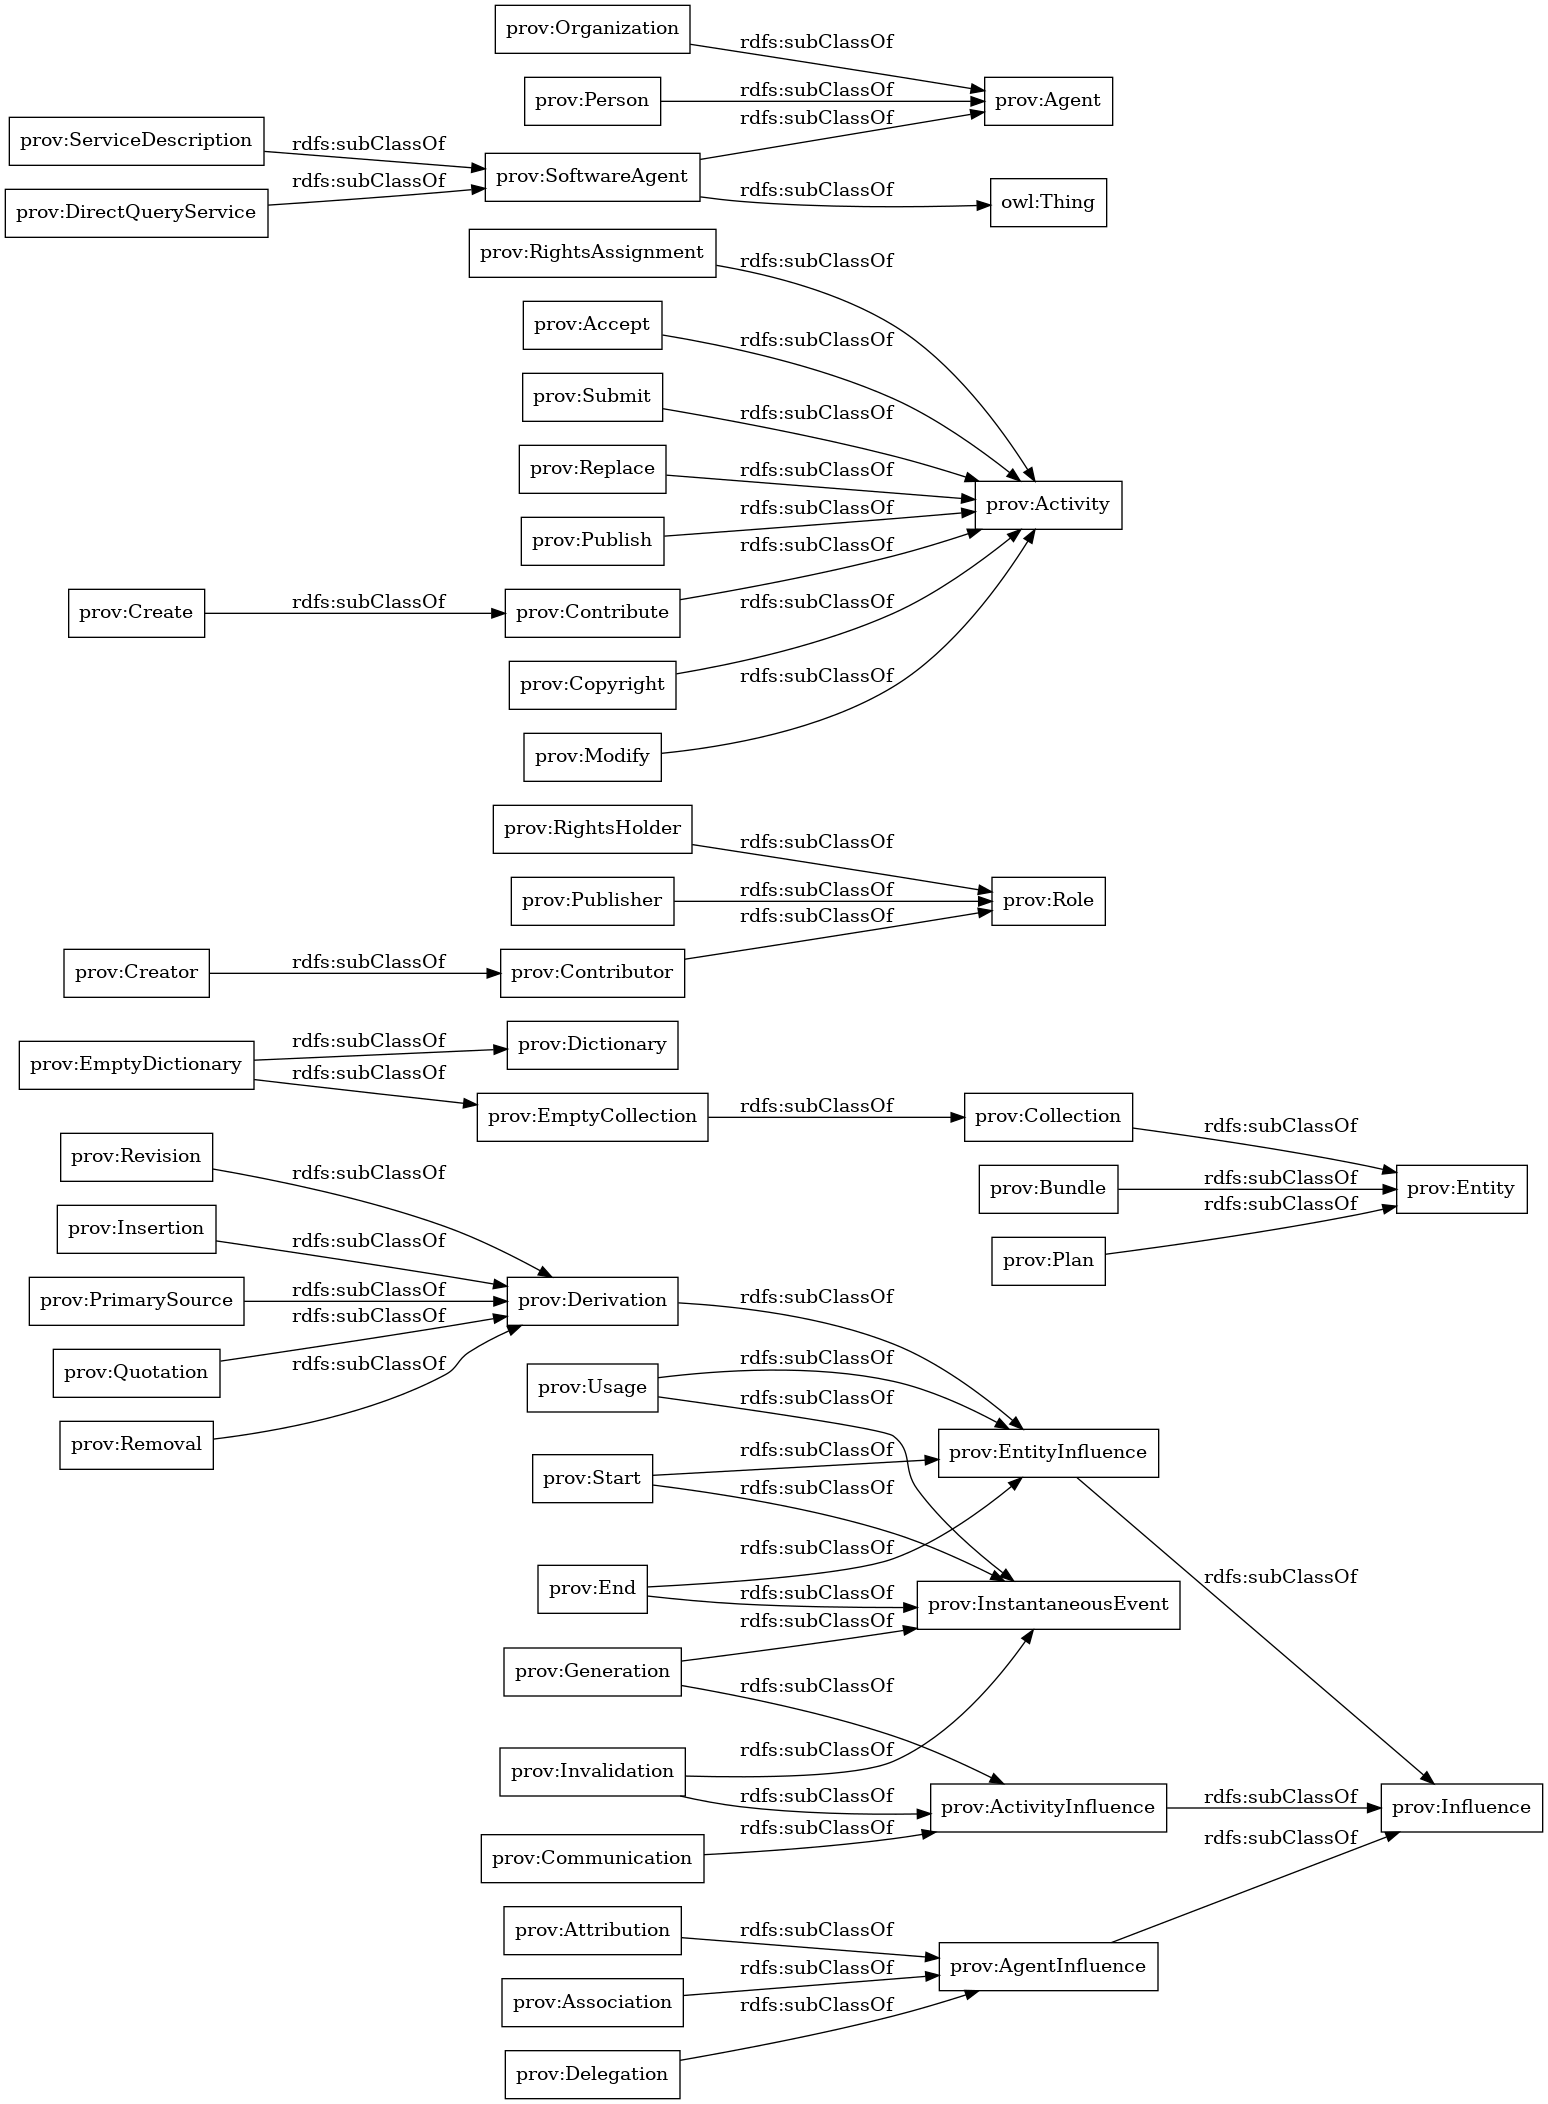 prov:Organization
rdfs:subClassOf
prov:Person
rdfs:subClassOf
prov:Agent
rdfs:subClassOf
prov:ServiceDescription
rdfs:subClassOf
prov:SoftwareAgent
rdfs:subClassOf
prov:DirectQueryService
rdfs:subClassOf
owl:Thing
prov:RightsAssignment
rdfs:subClassOf
prov:Accept
rdfs:subClassOf
prov:Submit
rdfs:subClassOf
prov:Replace
rdfs:subClassOf
prov:Activity
prov:Publish
rdfs:subClassOf
rdfs:subClassOf
prov:Create
rdfs:subClassOf
prov:Contribute
rdfs:subClassOf
prov:Copyright
rdfs:subClassOf
prov:Modify
prov:RightsHolder
rdfs:subClassOf
prov:Publisher
rdfs:subClassOf
prov:Role
rdfs:subClassOf
prov:Creator
rdfs:subClassOf
prov:Contributor
prov:EmptyDictionary
rdfs:subClassOf
prov:Dictionary
rdfs:subClassOf
prov:EmptyCollection
rdfs:subClassOf
prov:Collection
rdfs:subClassOf
prov:Revision
rdfs:subClassOf
prov:Bundle
rdfs:subClassOf
prov:Entity
rdfs:subClassOf
prov:Insertion
rdfs:subClassOf
prov:Plan
prov:PrimarySource
rdfs:subClassOf
prov:Derivation
rdfs:subClassOf
rdfs:subClassOf
prov:Quotation
rdfs:subClassOf
prov:Usage
rdfs:subClassOf
rdfs:subClassOf
prov:Removal
prov:Start
rdfs:subClassOf
prov:EntityInfluence
rdfs:subClassOf
prov:End
rdfs:subClassOf
rdfs:subClassOf
rdfs:subClassOf
prov:InstantaneousEvent
rdfs:subClassOf
prov:Generation
rdfs:subClassOf
prov:Invalidation
rdfs:subClassOf
rdfs:subClassOf
prov:ActivityInfluence
rdfs:subClassOf
prov:Influence
rdfs:subClassOf
prov:Communication
rdfs:subClassOf
prov:Attribution
rdfs:subClassOf
prov:AgentInfluence
rdfs:subClassOf
prov:Association
rdfs:subClassOf
prov:Delegation